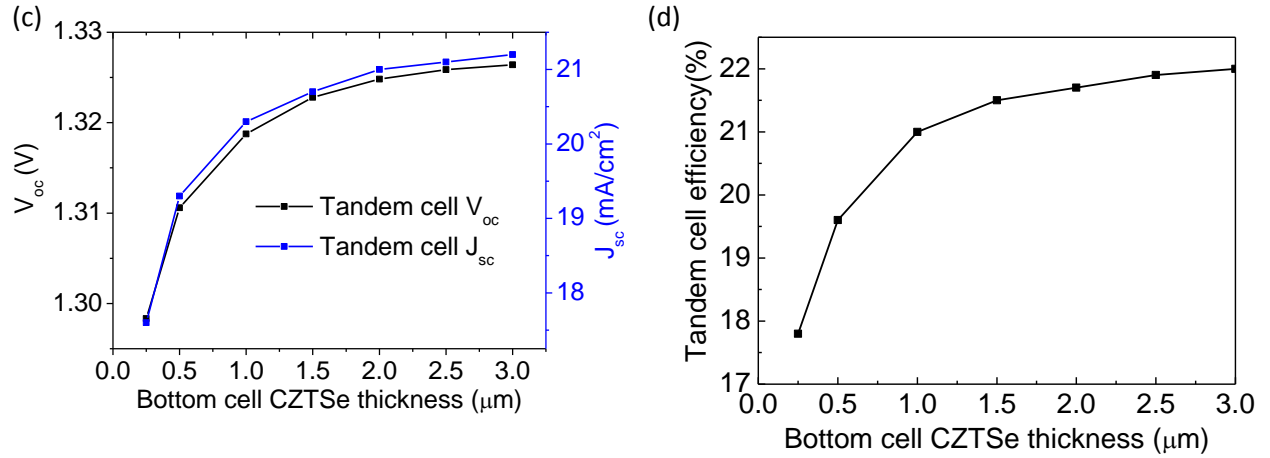 (c)
1.33
1.32
1.31
1.30
V_oc (V)
21
20
19
18
J_sc (mA/cm²)
Tandem cell V_oc
Tandem cell J_sc
0.0 0.5 1.0 1.5 2.0 2.5 3.0
Bottom cell CZTSe thickness (μm)
(d)
22
21
20
19
18
17
Tandem cell efficiency(%)
0.0 0.5 1.0 1.5 2.0 2.5 3.0
Bottom cell CZTSe thickness (μm)